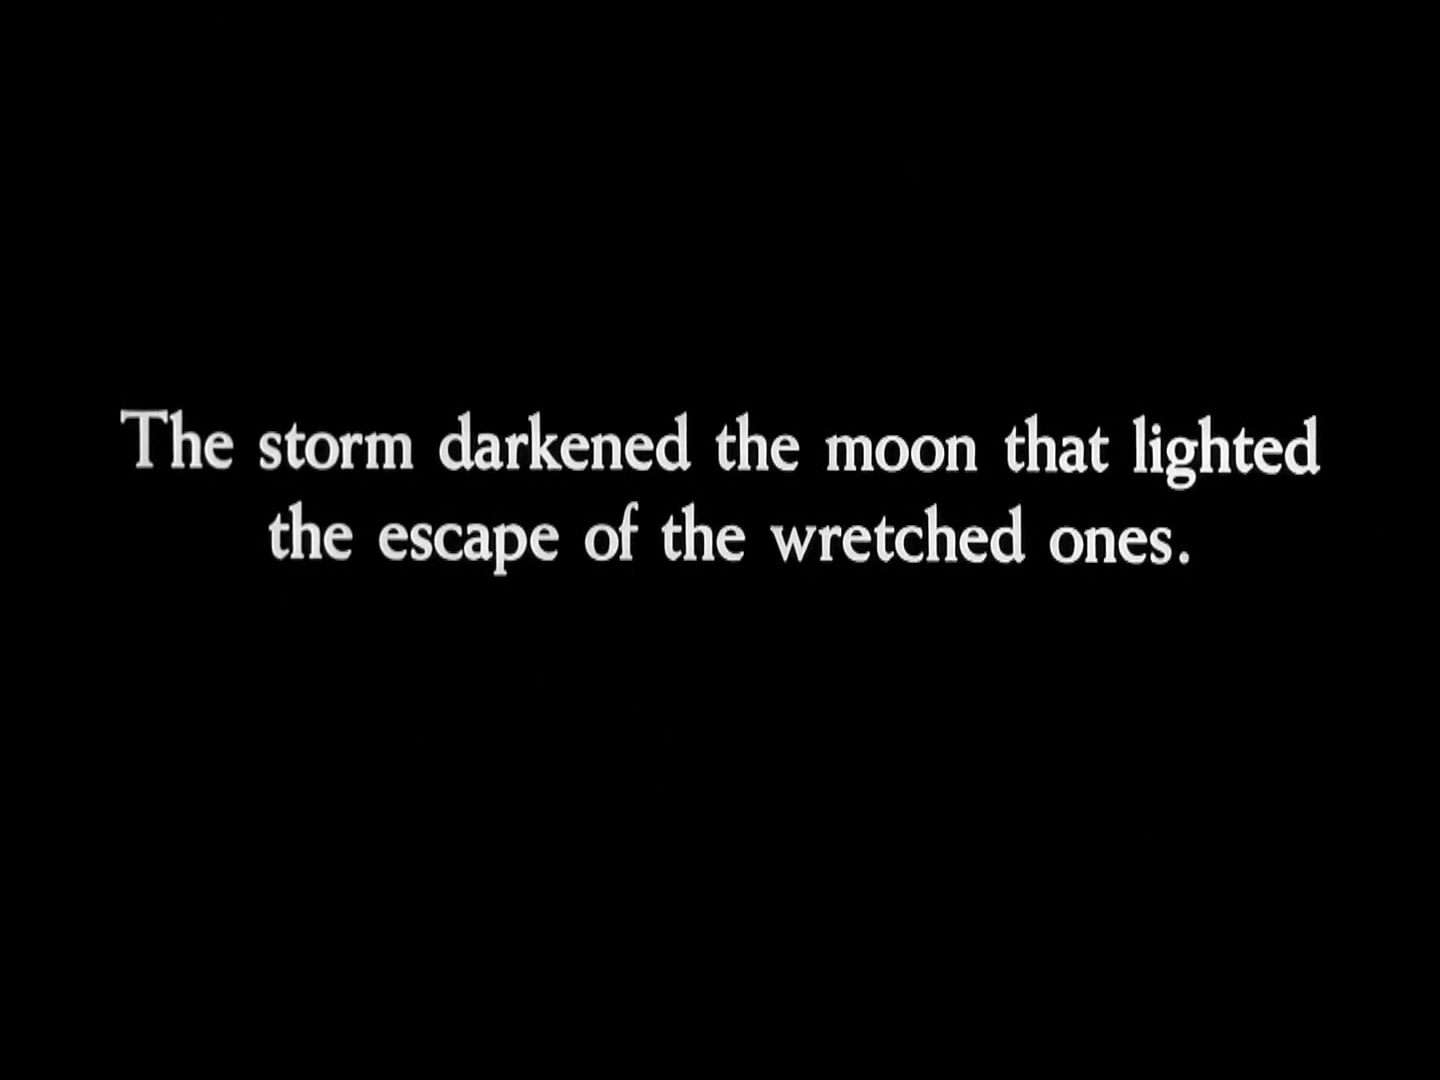 The storm darkened the moon that lighted
the escape of the wretched ones.